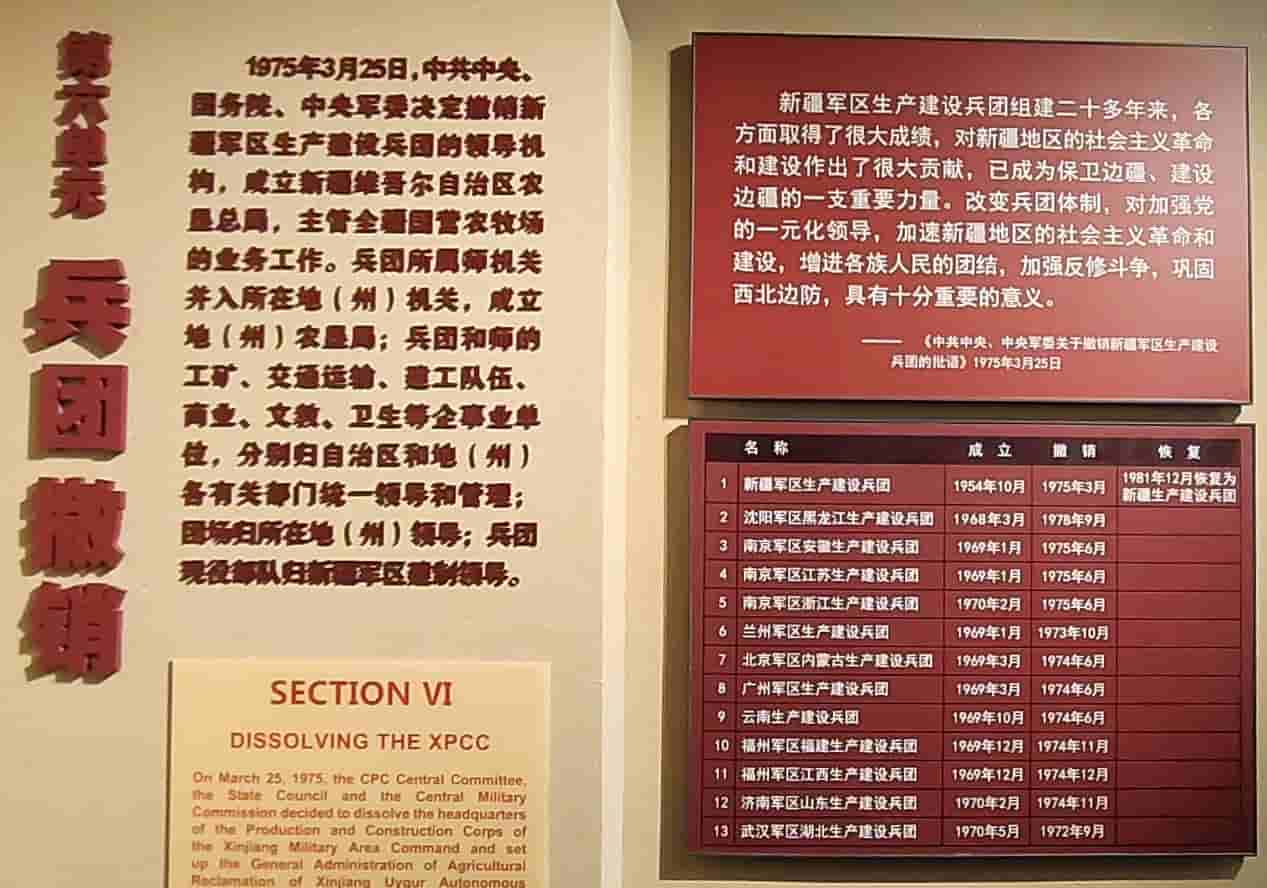 第六单元
兵团撤销
1975年3月25日,中共中央、
国务院、中央军委决定撤销新
疆军区生产建设兵团的领导机
构，成立新疆维吾尔自治区农
垦总局，主管全疆国营农牧场
的业务工作。兵团所属师机关
并入所在地（州）机关，成立
地（州）农垦局；兵团和师的
工矿、交通运输、建工队伍、
商业、文教、卫生等企事业单
位，分别归自治区和地（州）
各有关部门统一领导和管理；
团场归所在地（州）领导；兵团
现役部队归新疆军区建制领导。
SECTION VI
DISSOLVING THE XPCC
On March 25, 1975, the CPC Central Committee,
the State Council and the Central Military
Commission decided to dissolve the headquarters
of the Production and Construction Corps of
the Xinjiang Military Area Command and set
up the General Administration of Agricultural
Reclamation of Xinjiang Uygur Autonomous
新疆军区生产建设兵团组建二十多年来，各
方面取得了很大成绩，对新疆地区的社会主义革命
和建设作出了很大贡献，已成为保卫边疆、建设
边疆的一支重要力量。改变兵团体制，对加强党
的一元化领导，加速新疆地区的社会主义革命和
建设，增进各族人民的团结，加强反修斗争，巩固
西北边防，具有十分重要的意义。
—— 《中共中央、中央军委关于撤销新疆军区生产建设
兵团的批语》1975年3月25日
名 称 成 立 撤 销 恢 复
1 新疆军区生产建设兵团 1954年10月 1975年3月 1981年12月恢复为
新疆生产建设兵团
2 沈阳军区黑龙江生产建设兵团 1968年3月 1978年9月
3 南京军区安徽生产建设兵团 1969年1月 1975年6月
4 南京军区江苏生产建设兵团 1969年1月 1975年6月
5 南京军区浙江生产建设兵团 1970年2月 1975年6月
6 兰州军区生产建设兵团 1969年1月 1973年10月
7 北京军区内蒙古生产建设兵团 1969年3月 1974年6月
8 广州军区生产建设兵团 1969年3月 1974年6月
9 云南生产建设兵团 1969年10月 1974年6月
10 福州军区福建生产建设兵团 1969年12月 1974年11月
11 福州军区江西生产建设兵团 1969年12月 1974年12月
12 济南军区山东生产建设兵团 1970年2月 1974年11月
13 武汉军区湖北生产建设兵团 1970年5月 1972年9月